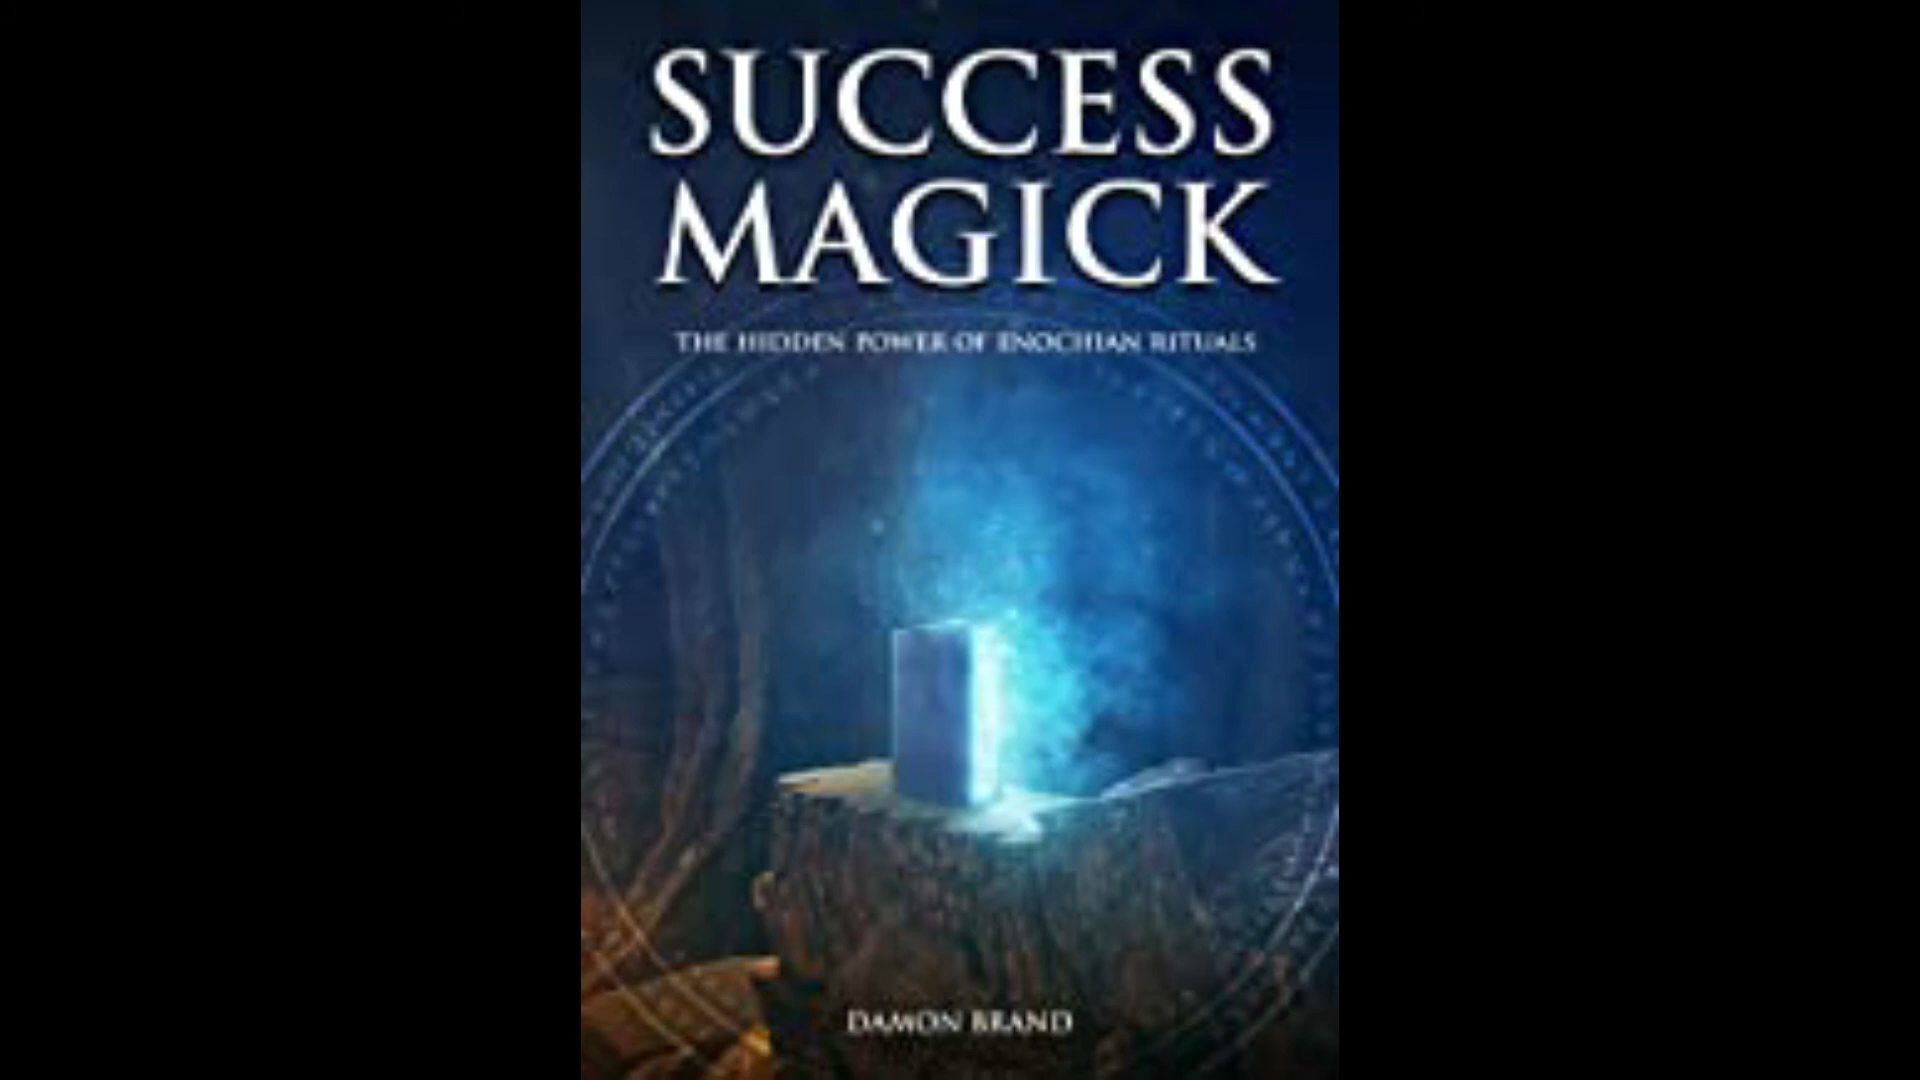 SUCCESS
MAGICK
THE HIDDEN POWER OF ENOCHIAN RITUALS
DAMON BRAND